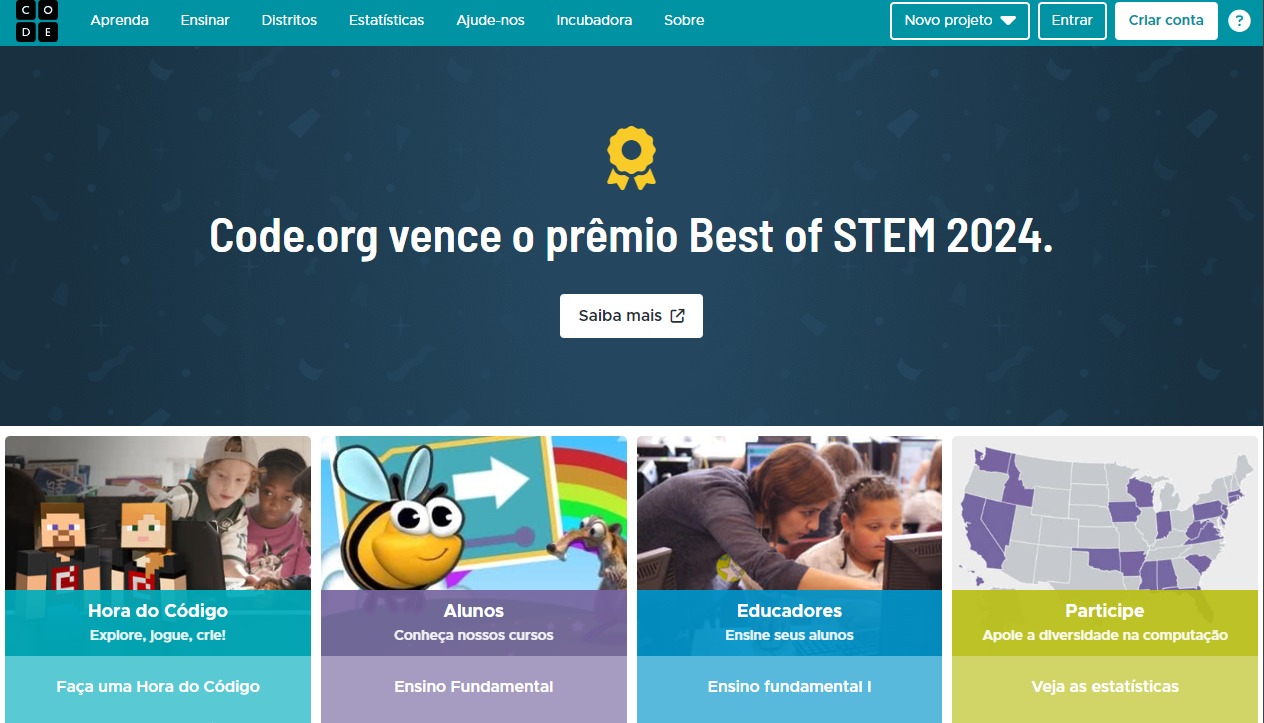 C O
D E
Aprenda
Ensinar
Distritos
Estatísticas
Ajude-nos
Incubadora
Sobre
Novo projeto
Entrar
Criar conta
?
Code.org vence o prêmio Best of STEM 2024.
Saiba mais
Hora do Código
Explore, jogue, crie!
Faça uma Hora do Código
Alunos
Conheça nossos cursos
Ensino Fundamental
Educadores
Ensine seus alunos
Ensino fundamental I
Participe
Apoie a diversidade na computação
Veja as estatísticas